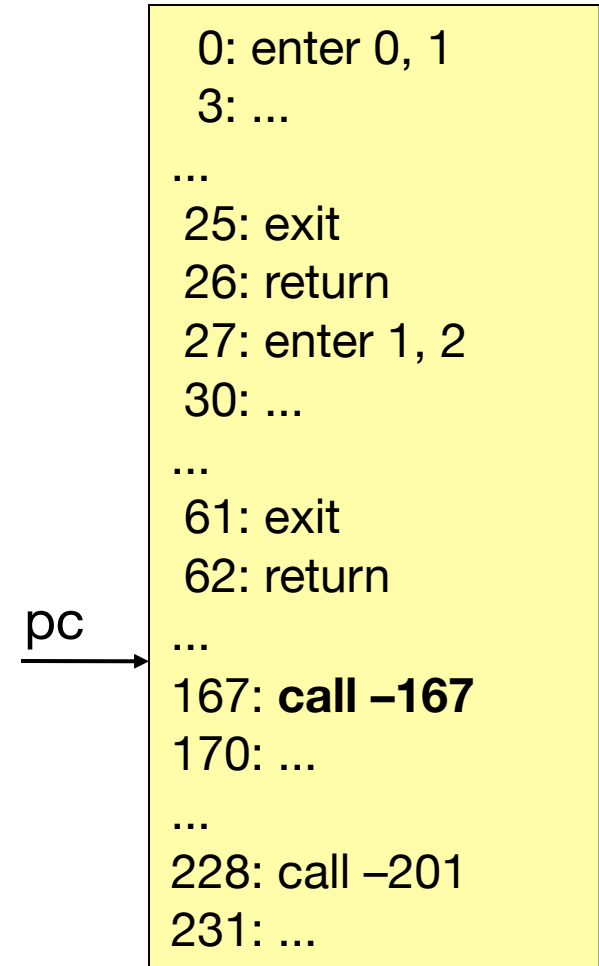 0: enter 0, 1
3: ...
...
25: exit
26: return
27: enter 1, 2
30: ...
...
61: exit
62: return
pc
...
167: call –167
170: ...
...
228: call –201
231: ...